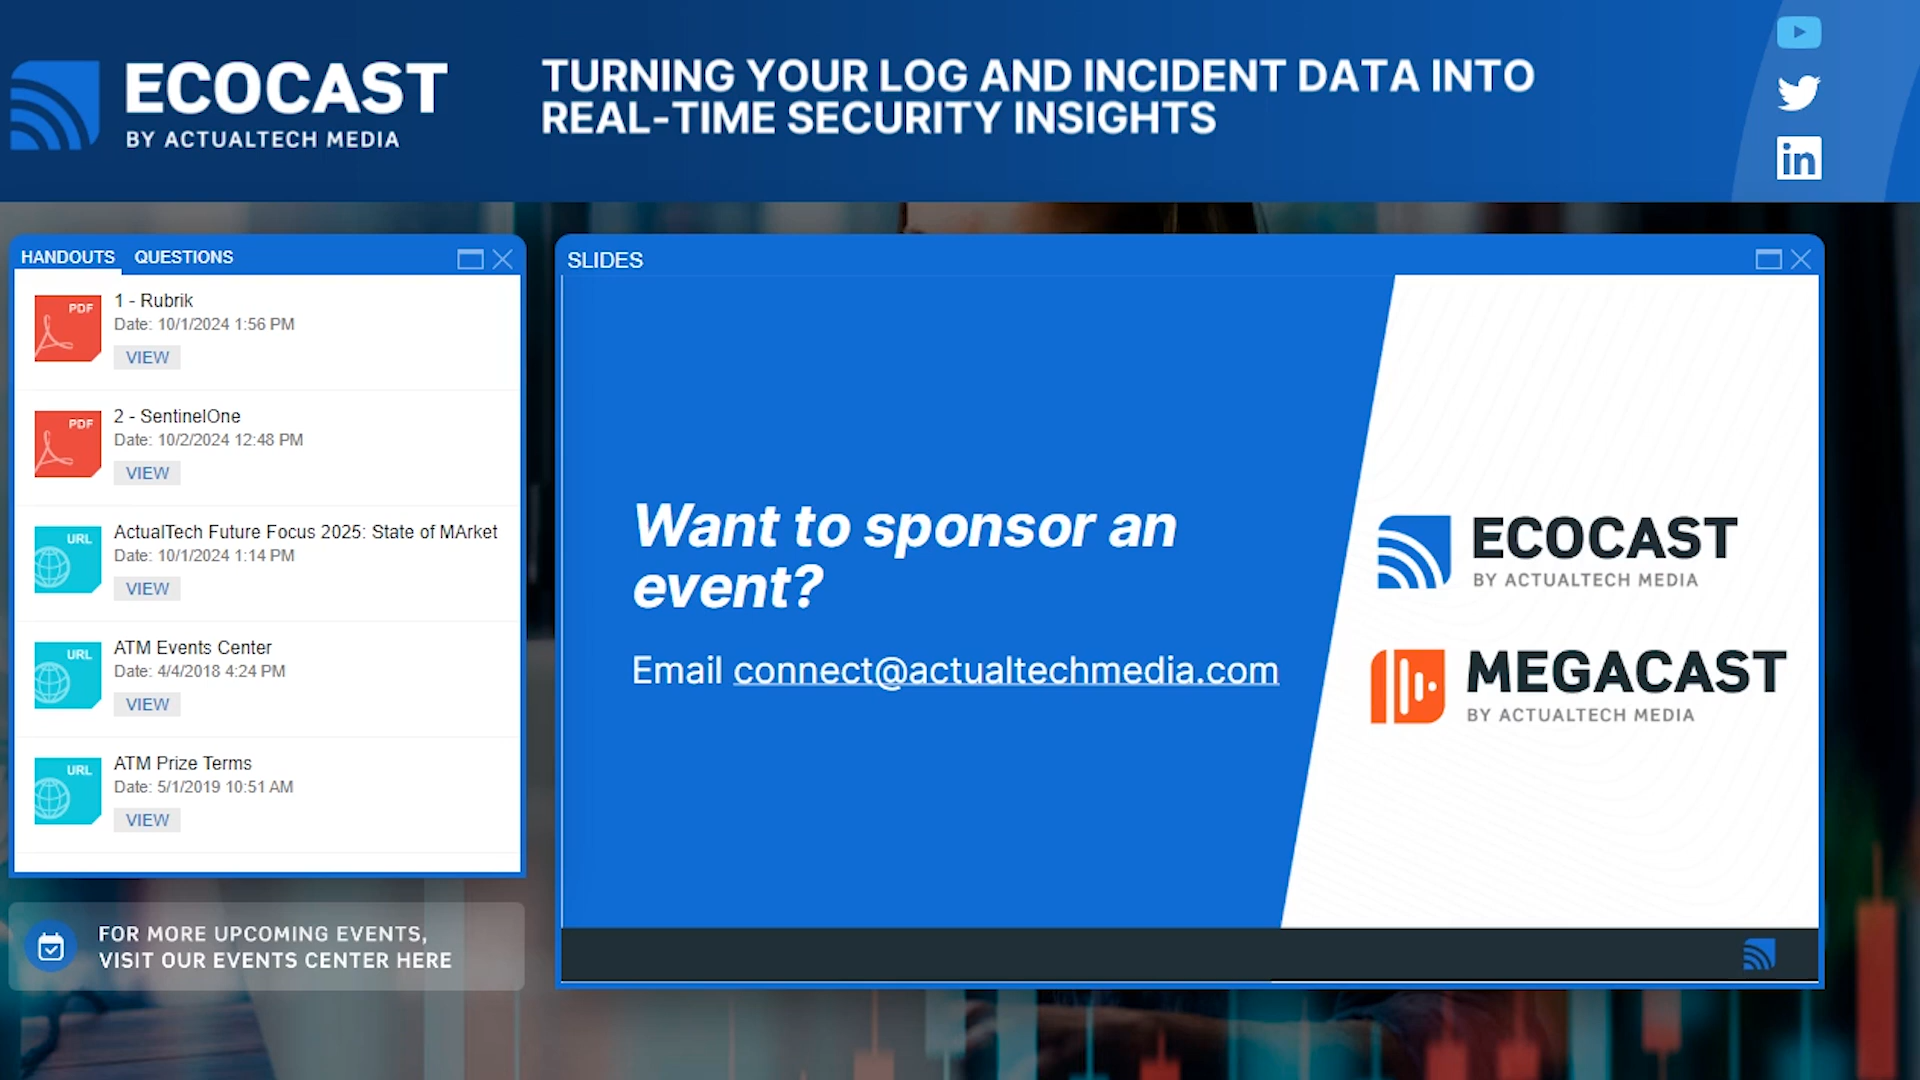 ECOCAST
BY ACTUALTECH MEDIA
TURNING YOUR LOG AND INCIDENT DATA INTO
REAL-TIME SECURITY INSIGHTS
in
HANDOUTS QUESTIONS
PDF
1 - Rubrik
Date: 10/1/2024 1:56 PM
VIEW
PDF
2 - SentinelOne
Date: 10/2/2024 12:48 PM
VIEW
URL
ActualTech Future Focus 2025: State of MArket
Date: 10/1/2024 1:14 PM
VIEW
URL
ATM Events Center
Date: 4/4/2018 4:24 PM
VIEW
URL
ATM Prize Terms
Date: 5/1/2019 10:51 AM
VIEW
FOR MORE UPCOMING EVENTS,
VISIT OUR EVENTS CENTER HERE
SLIDES
Want to sponsor an
event?
Email connect@actualtechmedia.com
ECOCAST
BY ACTUALTECH MEDIA
MEGACAST
BY ACTUALTECH MEDIA